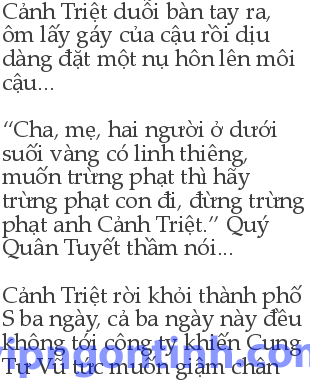 Cảnh Triệt duỗi bàn tay ra,
ôm lấy gáy của cậu rồi dịu
dàng đặt một nụ hôn lên môi
cậu...
“Cha, mẹ, hai người ở dưới
suối vàng có linh thiêng,
muốn trừng phạt thì hãy
trừng phạt con đi, đừng trừng
phạt anh Cảnh Triệt.” Quý
Quân Tuyết thầm nói...
Cảnh Triệt rời khỏi thành phố
S ba ngày, cả ba ngày này đều
không tới công ty khiến Cung
Tư Vũ tức muốn giậm chân
vipngontinh.com